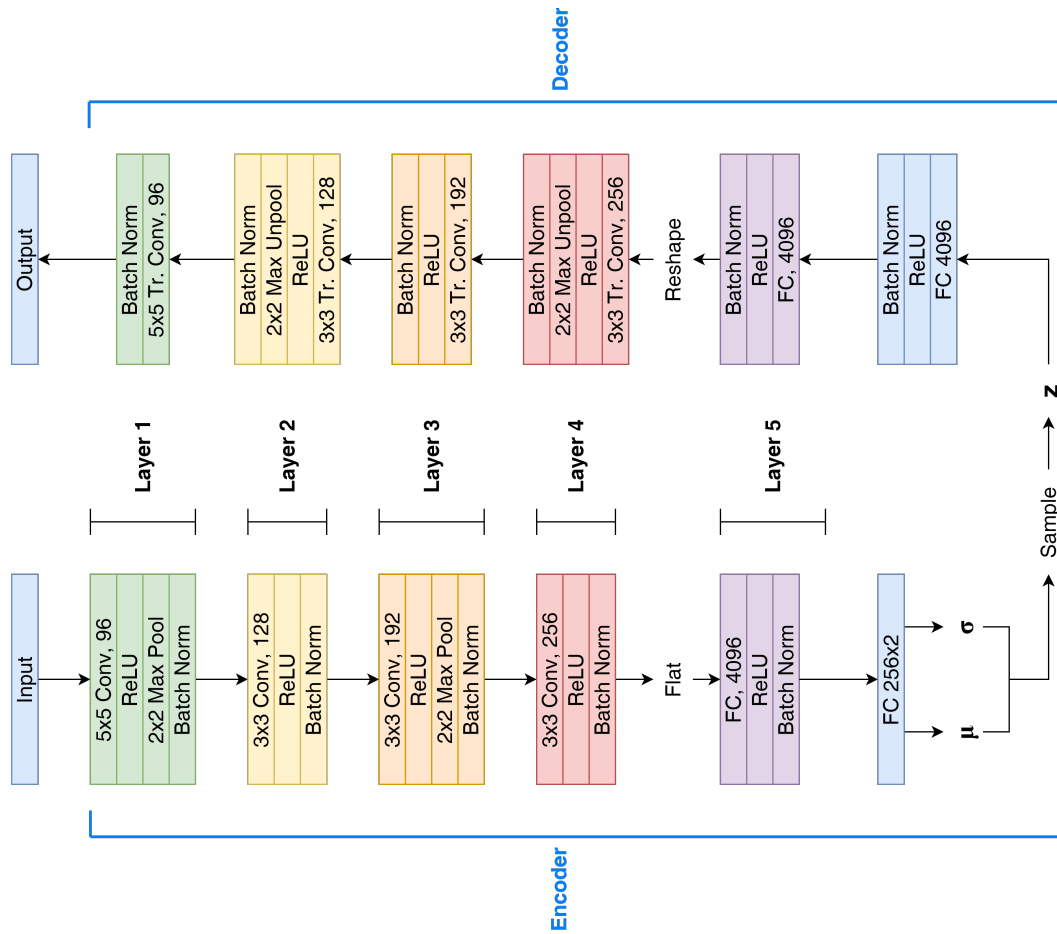 Encoder
Input
5x5 Conv, 96
ReLU
2x2 Max Pool
Batch Norm
3x3 Conv, 128
ReLU
Batch Norm
3x3 Conv, 192
ReLU
2x2 Max Pool
Batch Norm
3x3 Conv, 256
ReLU
Batch Norm
Flat
FC, 4096
ReLU
Batch Norm
FC 256x2
μ
σ
Sample
z
Layer 1
Layer 2
Layer 3
Layer 4
Layer 5
Output
Batch Norm
5x5 Tr. Conv, 96
Batch Norm
2x2 Max Unpool
ReLU
3x3 Tr. Conv, 128
Batch Norm
ReLU
3x3 Tr. Conv, 192
Batch Norm
2x2 Max Unpool
ReLU
3x3 Tr. Conv, 256
Reshape
Batch Norm
ReLU
FC, 4096
Batch Norm
ReLU
FC 4096
Decoder